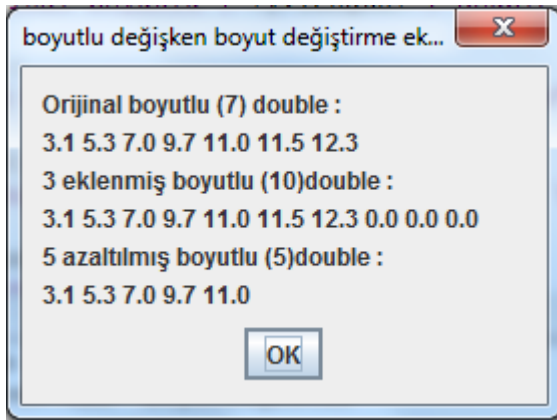 boyutlu değişken boyut değiştirme ek...
Orijinal boyutlu (7) double :
3.1 5.3 7.0 9.7 11.0 11.5 12.3
3 eklenmiş boyutlu (10)double :
3.1 5.3 7.0 9.7 11.0 11.5 12.3 0.0 0.0 0.0
5 azaltılmış boyutlu (5)double :
3.1 5.3 7.0 9.7 11.0
OK